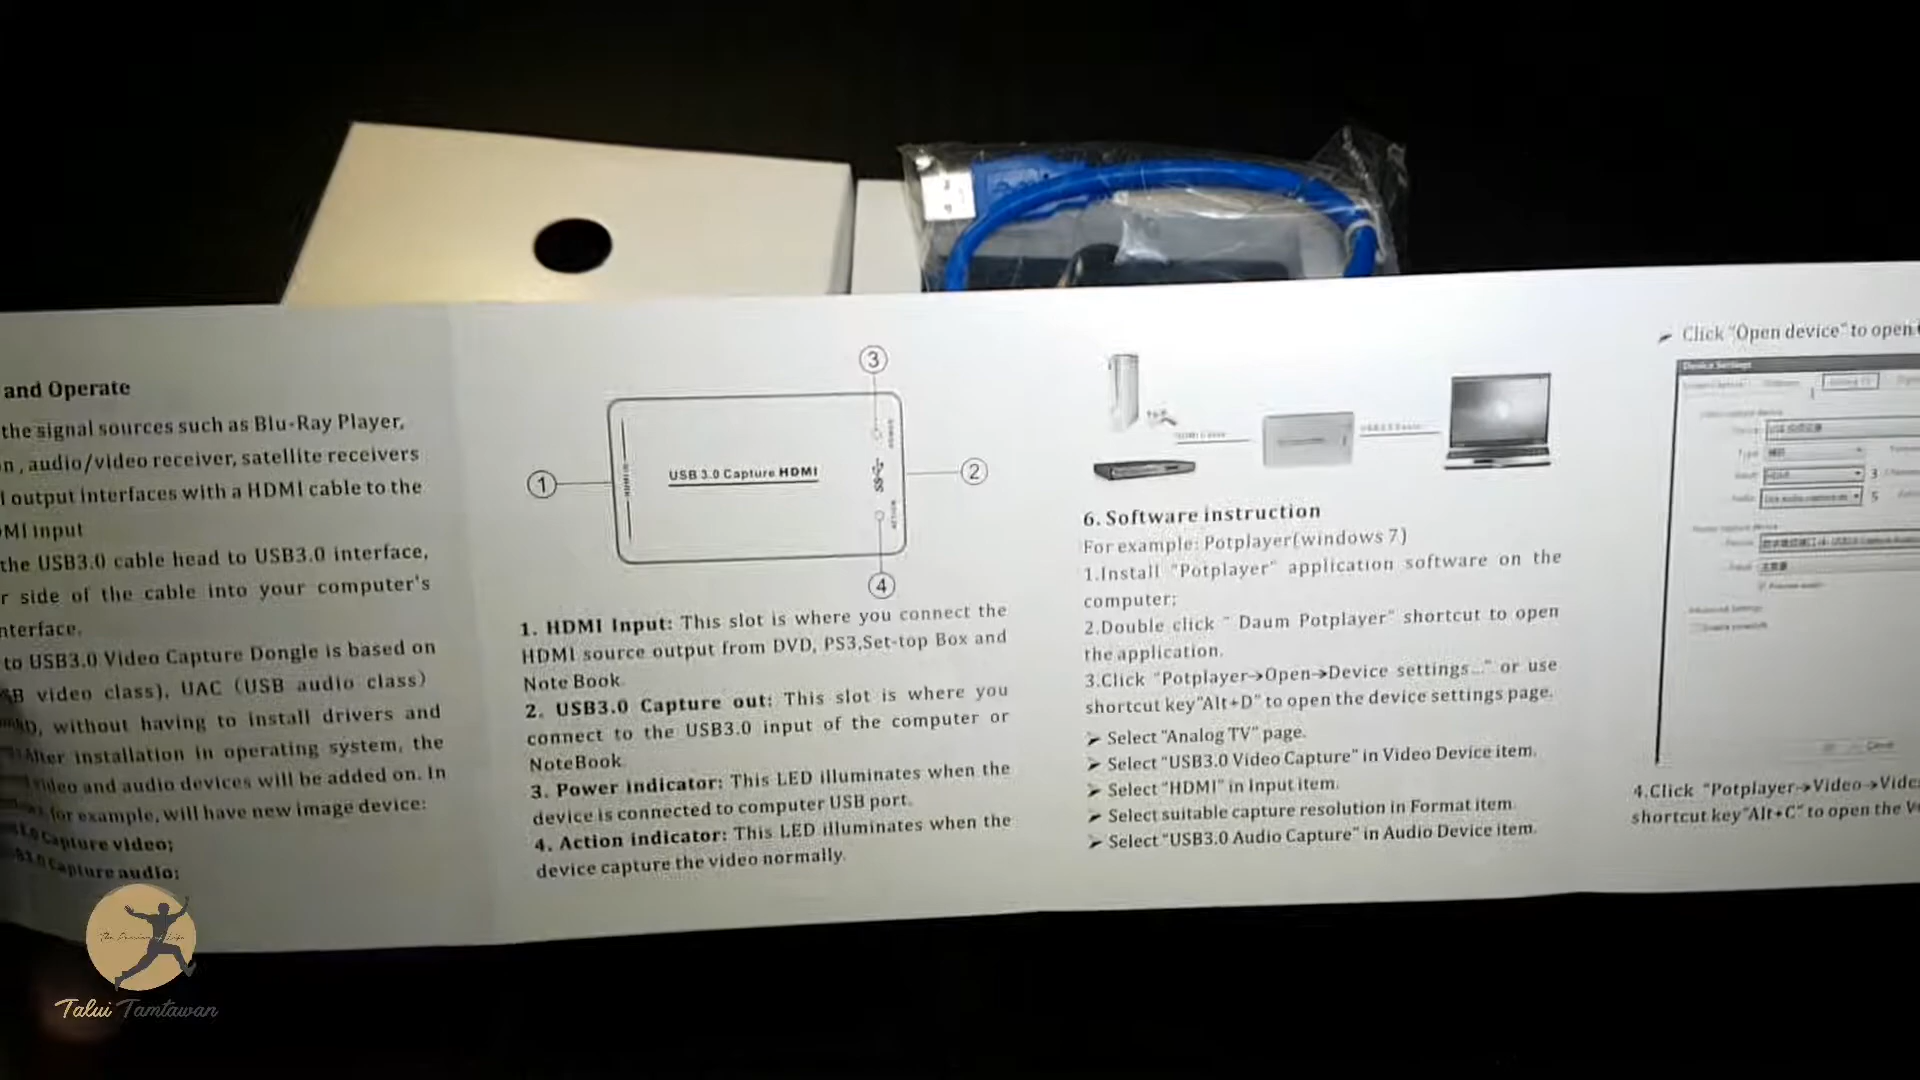 and Operate
the signal sources such as Blu-Ray Player,
n , audio/video receiver, satellite receivers
l output interfaces with a HDMI cable to the
MI input
the USB3.0 cable head to USB3.0 interface,
r side of the cable into your computer's
nterface.
to USB3.0 Video Capture Dongle is based on
SB video class), UAC (USB audio class)
D, without having to install drivers and
After installation in operating system, the
video and audio devices will be added on. In
for example, will have new image device:
capture video;
capture audio;
3
1
USB 3.0 Capture HDMI
2
4
1. HDMI Input: This slot is where you connect the
HDMI source output from DVD, PS3,Set-top Box and
Note Book
2. USB3.0 Capture out: This slot is where you
connect to the USB3.0 input of the computer or
NoteBook
3. Power indicator: This LED illuminates when the
device is connected to computer USB port.
4. Action indicator: This LED illuminates when the
device capture the video normally.
6. Software instruction
For example: Potplayer(windows 7)
1.Install "Potplayer" application software on the
computer;
2.Double click " Daum Potplayer" shortcut to open
the application.
3.Click "Potplayer→Open→Device settings..." or use
shortcut key"Alt+D" to open the device settings page.
➢ Select "Analog TV" page.
➢ Select "USB3.0 Video Capture" in Video Device item.
➢ Select "HDMI" in Input item.
➢ Select suitable capture resolution in Format item.
➢ Select "USB3.0 Audio Capture" in Audio Device item.
➢ Click "Open device" to open
Device Settings
3
5
4.Click "Potplayer→Video→Vide
shortcut key"Alt+C" to open the
Talui Tamtawan